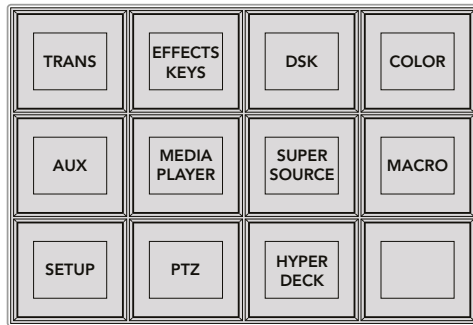 TRANS
EFFECTS
KEYS
DSK
COLOR
AUX
MEDIA
PLAYER
SUPER
SOURCE
MACRO
SETUP
PTZ
HYPER
DECK